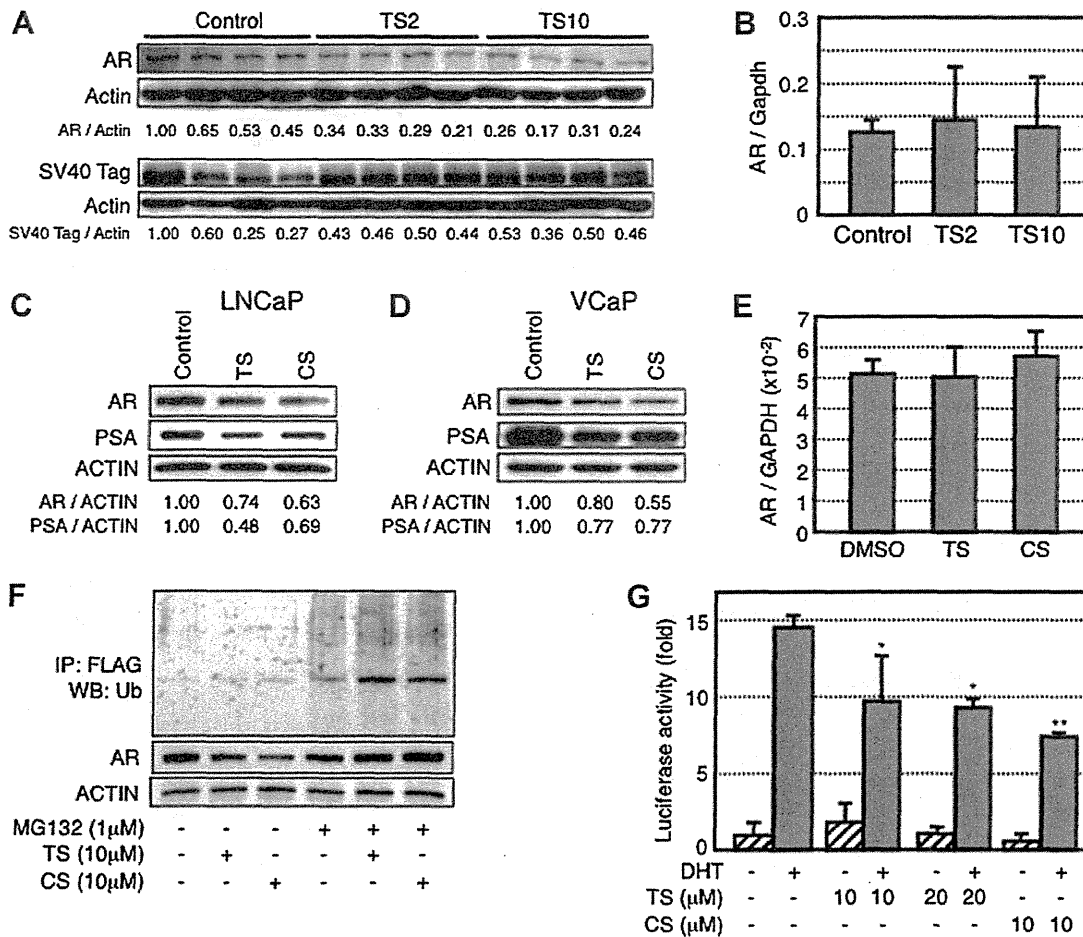 A
Control TS2 TS10
AR
Actin
AR / Actin 1.00 0.65 0.53 0.45 0.34 0.33 0.29 0.21 0.26 0.17 0.31 0.24
SV40 Tag
Actin
SV40 Tag / Actin 1.00 0.60 0.25 0.27 0.43 0.46 0.50 0.44 0.53 0.36 0.50 0.46
B
AR / Gapdh
0.3
0.2
0.1
0
Control TS2 TS10
C
LNCaP
Control TS CS
AR
PSA
ACTIN
AR / ACTIN 1.00 0.74 0.63
PSA / ACTIN 1.00 0.48 0.69
D
VCaP
Control TS CS
AR
PSA
ACTIN
AR / ACTIN 1.00 0.80 0.55
PSA / ACTIN 1.00 0.77 0.77
E
AR / GAPDH (x10-2)
7
6
5
4
3
2
1
0
DMSO TS CS
F
IP: FLAG
WB: Ub
AR
ACTIN
MG132 (1μM) - - - + + +
TS (10μM) - + - - + -
CS (10μM) - - + - - +
G
Luciferase activity (fold)
15
10
5
0
* * **
DHT - + - + - + - +
TS (μM) - - 10 10 20 20 - -
CS (μM) - - - - - - 10 10